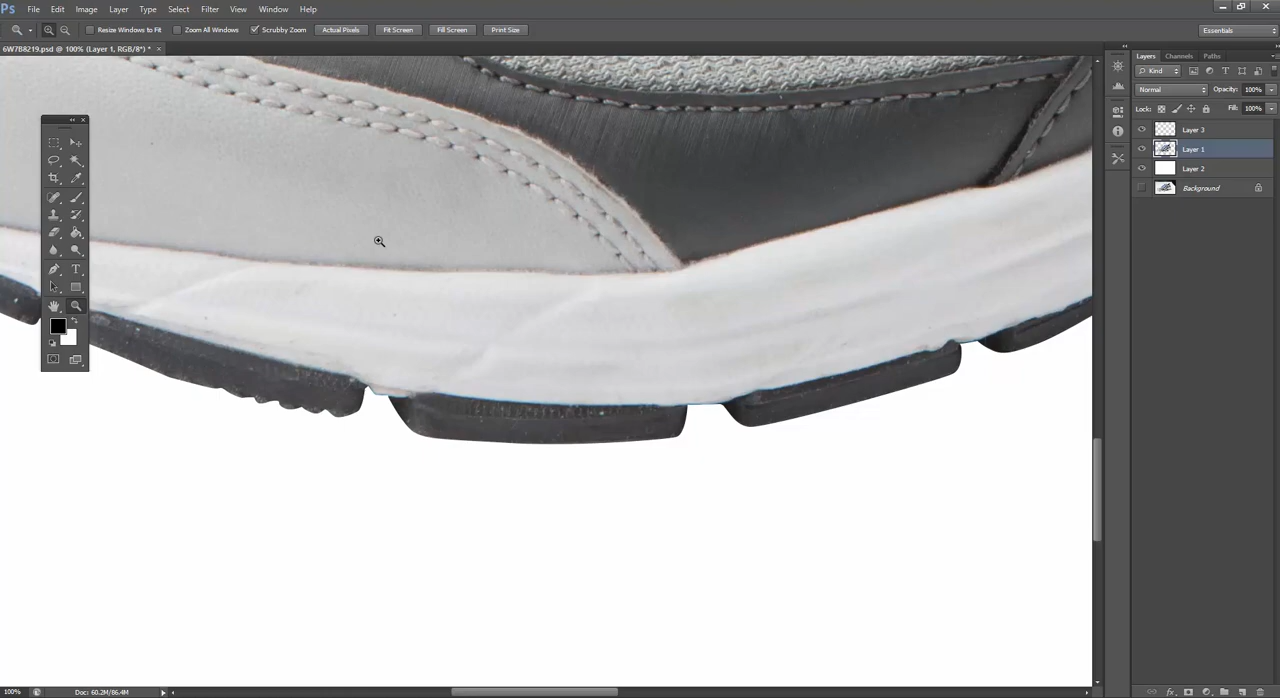 Ps File Edit Image Layer Type Select Filter View Window Help
Resize Windows to Fit Zoom All Windows Scrubby Zoom Actual Pixels Fit Screen Fill Screen Print Size Essentials
6W7B8219.psd @ 100% (Layer 1, RGB/8*) * ×
Layers Channels Paths
Kind
Normal Opacity: 100%
Lock: Fill: 100%
Layer 3
Layer 1
Layer 2
Background
T
100% Doc: 60.2M/86.4M
fx